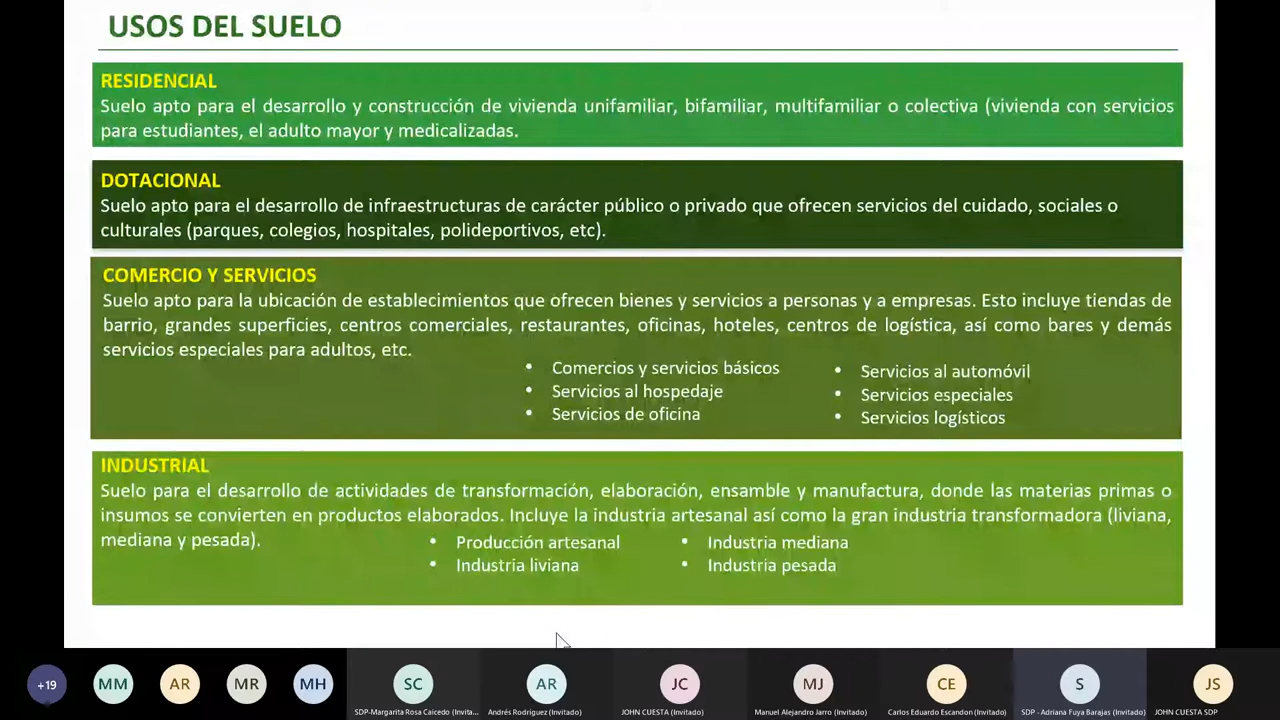 USOS DEL SUELO
RESIDENCIAL
Suelo apto para el desarrollo y construcción de vivienda unifamiliar, bifamiliar, multifamiliar o colectiva (vivienda con servicios
para estudiantes, el adulto mayor y medicalizadas.
DOTACIONAL
Suelo apto para el desarrollo de infraestructuras de carácter público o privado que ofrecen servicios del cuidado, sociales o
culturales (parques, colegios, hospitales, polideportivos, etc).
COMERCIO Y SERVICIOS
Suelo apto para la ubicación de establecimientos que ofrecen bienes y servicios a personas y a empresas. Esto incluye tiendas de
barrio, grandes superficies, centros comerciales, restaurantes, oficinas, hoteles, centros de logística, así como bares y demás
servicios especiales para adultos, etc.
• Comercios y servicios básicos
• Servicios al hospedaje
• Servicios de oficina
• Servicios al automóvil
• Servicios especiales
• Servicios logísticos
INDUSTRIAL
Suelo para el desarrollo de actividades de transformación, elaboración, ensamble y manufactura, donde las materias primas o
insumos se convierten en productos elaborados. Incluye la industria artesanal así como la gran industria transformadora (liviana,
mediana y pesada).
• Producción artesanal
• Industria liviana
• Industria mediana
• Industria pesada
+19
MM
AR
MR
MH
SC
SDP-Margarita Rosa Caicedo (Invita...
AR
Andrés Rodríguez (Invitado)
JC
JOHN CUESTA (Invitado)
MJ
Manuel Alejandro Jarro (Invitado)
CE
Carlos Eduardo Escandon (Invitado)
S
SDP - Adriana Fuya Barajas (Invitado)
JS
JOHN CUESTA SDP